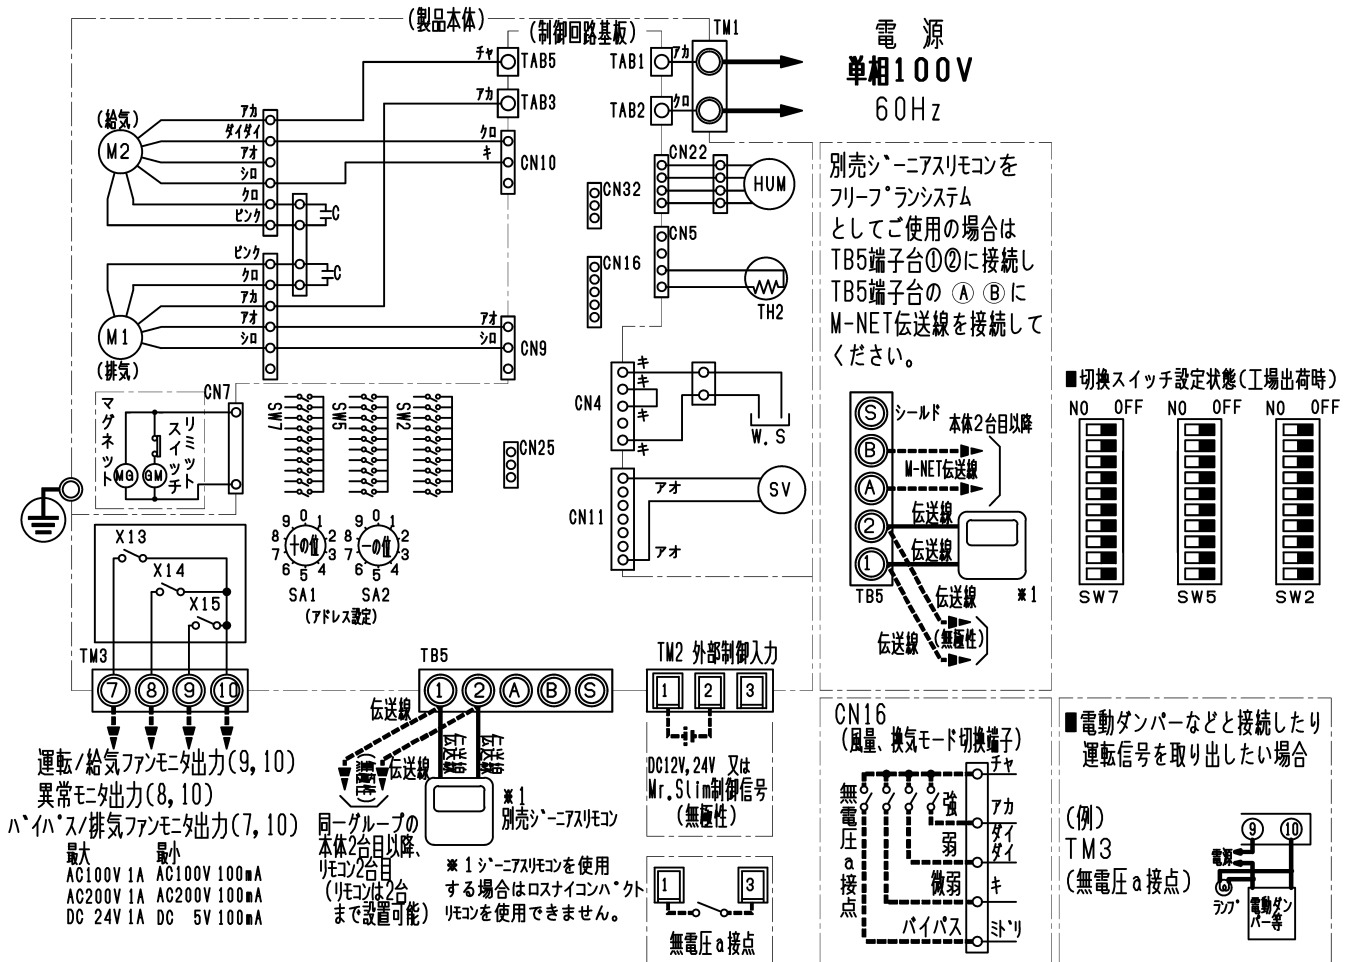 (製品本体)
(制御回路基板)
TM1
電 源
単相100V
60Hz
チャ
TAB5
TAB1
アカ
アカ
TAB3
TAB2
クロ
(給気)
M2
アカ
ダイダイ
アオ
シロ
クロ
ピンク
C
クロ
キ
CN10
CN22
HUM
CN32
CN5
CN16
TH2
ピンク
クロ
アカ
アオ
シロ
C
M1
(排気)
アオ
シロ
CN9
別売ジーニアスリモコンを
フリープランシステム
としてご使用の場合は
TB5端子台①②に接続し
TB5端子台の Ⓐ Ⓑ に
M-NET伝送線を接続して
ください。
CN7
マグネット
リミット
スイッチ
MG
GM
SW7
SW5
SW2
CN4
キ
キ
キ
キ
W.S
CN25
CN11
アオ
アオ
SV
S
B
A
2
1
TB5
シールド
本体2台目以降
M-NET伝送線
伝送線
伝送線
※1
伝送線
伝送線
(無極性)
■切換スイッチ設定状態(工場出荷時)
NO OFF
NO OFF
NO OFF
SW7
SW5
SW2
X13
X14
X15
0 1 2 3 4 5 6 7 8 9
十の位
SA1
0 1 2 3 4 5 6 7 8 9
一の位
SA2
(アドレス設定)
TM3
7 8 9 10
運転/給気ファンモニタ出力(9,10)
異常モニタ出力(8,10)
バイパス/排気ファンモニタ出力(7,10)
最大 最小
AC100V 1A AC100V 100mA
AC200V 1A AC200V 100mA
DC 24V 1A DC 5V 100mA
TB5
1 2 A B S
伝送線
伝送線
伝送線
伝送線
(無極性)
同一グループの
本体2台目以降、
リモコン2台目
(リモコンは2台
まで設置可能)
※1
別売ジーニアスリモコン
※1 ジーニアスリモコンを使用
する場合はロスナイコンパクト
リモコンを使用できません。
TM2 外部制御入力
1 2 3
DC12V,24V 又は
Mr.Slim制御信号
(無極性)
1 3
無電圧a接点
CN16
(風量、換気モード切換端子)
無電圧a接点
チャ
強
アカ
弱
ダイダイ
微弱
キ
バイパス
ミドリ
■電動ダンパーなどと接続したり
運転信号を取り出したい場合
(例)
TM3
(無電圧a接点)
9 10
電源
ランプ
電動ダン
パー等